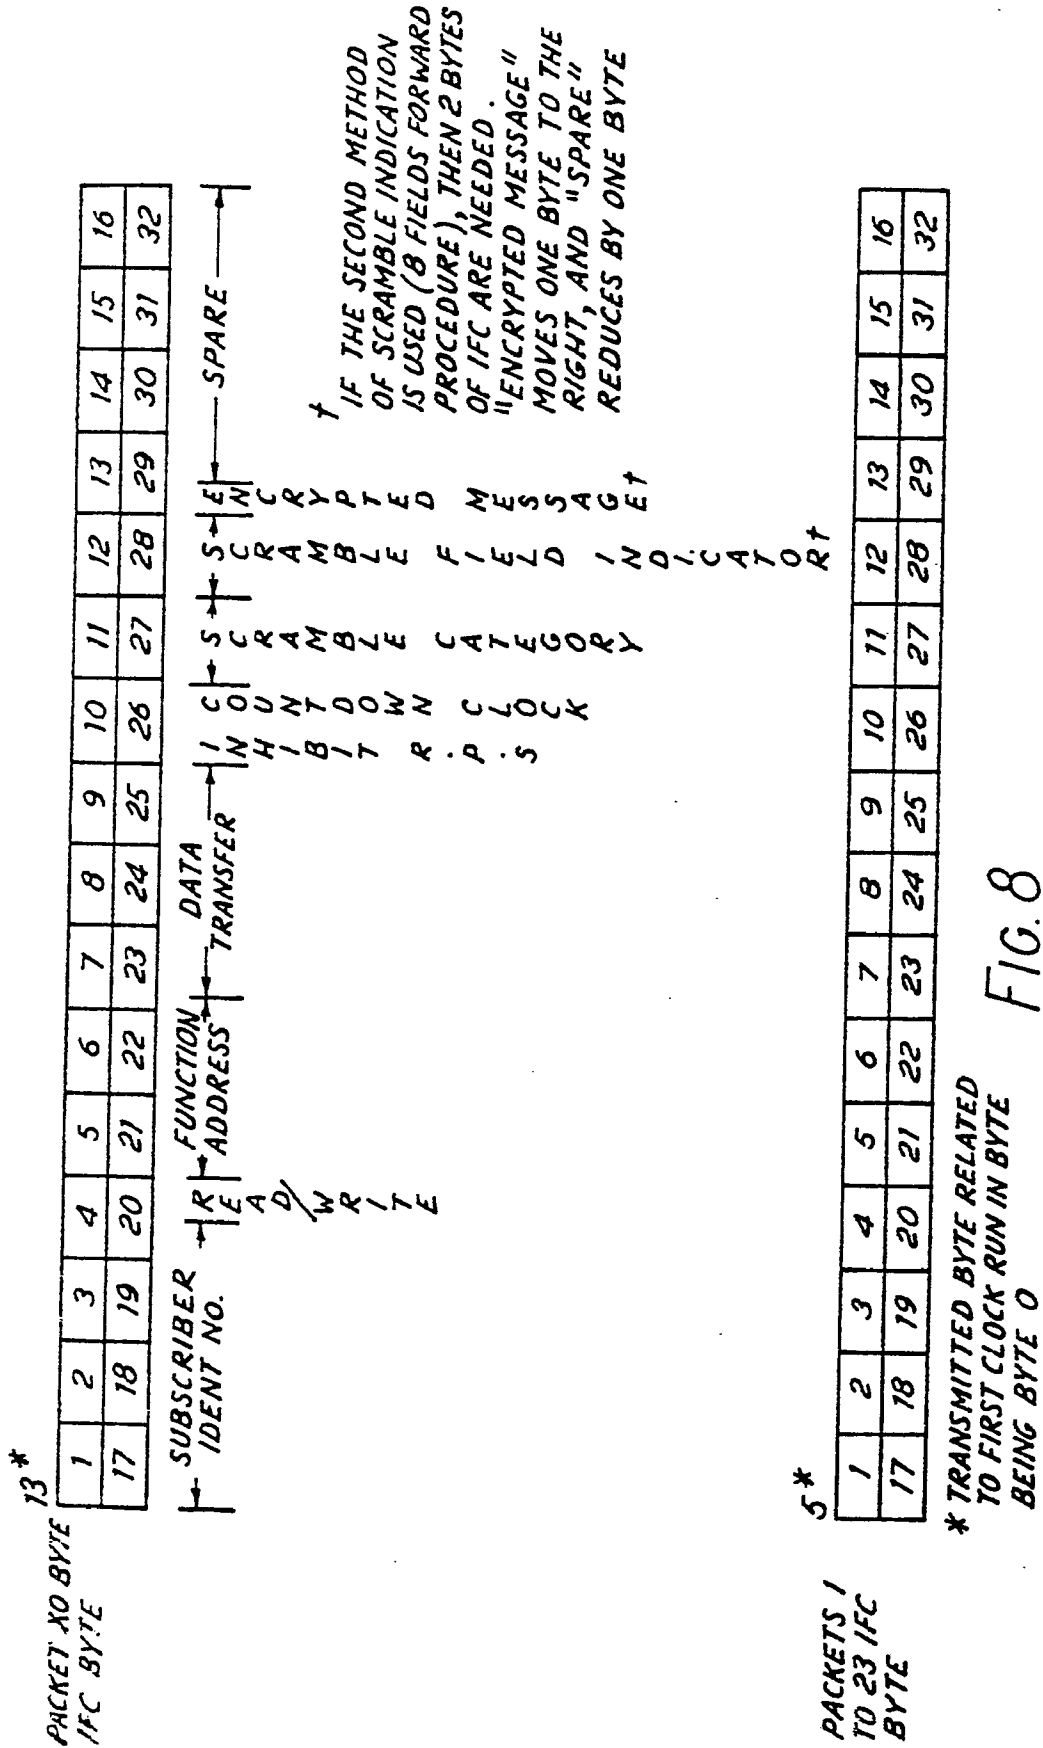 PACKET XO BYTE
IFC BYTE
13*
1 2 3 4 5 6 7 8 9 10 11 12 13 14 15 16
17 18 19 20 21 22 23 24 25 26 27 28 29 30 31 32
SUBSCRIBER
IDENT NO.
READ/WRITE
FUNCTION
ADDRESS
DATA
TRANSFER
INHIBIT R.P.S
COUNTDOWN CLOCK
SCRAMBLE CATEGORY
SCRAMBLE FIELD INDICATOR†
ENCRYPTED MESSAGE†
SPARE
† IF THE SECOND METHOD
OF SCRAMBLE INDICATION
IS USED (8 FIELDS FORWARD
PROCEDURE), THEN 2 BYTES
OF IFC ARE NEEDED.
"ENCRYPTED MESSAGE"
MOVES ONE BYTE TO THE
RIGHT, AND "SPARE"
REDUCES BY ONE BYTE
PACKETS 1
TO 23 IFC
BYTE
5*
1 2 3 4 5 6 7 8 9 10 11 12 13 14 15 16
17 18 19 20 21 22 23 24 25 26 27 28 29 30 31 32
* TRANSMITTED BYTE RELATED
TO FIRST CLOCK RUN IN BYTE
BEING BYTE 0
FIG. 8